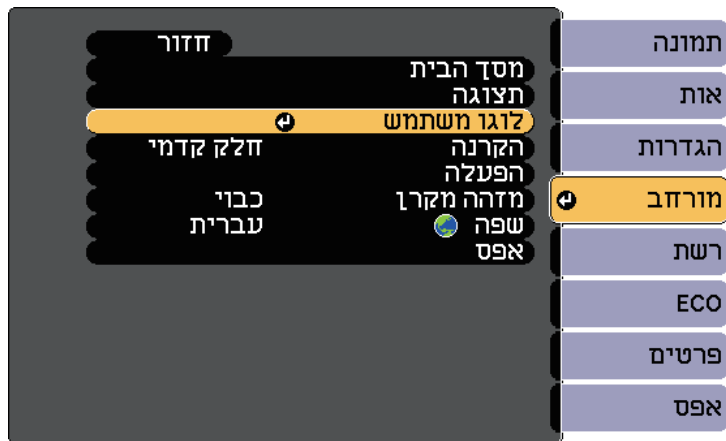 חזור
מסך הבית
תצוגה
לוגו משתמש
הקרנה חלק קדמי
הפעלה
מזהה מקרן כבוי
שפה עברית
אפס
תמונה
אות
הגדרות
מורחב
רשת
ECO
פרטים
אפס